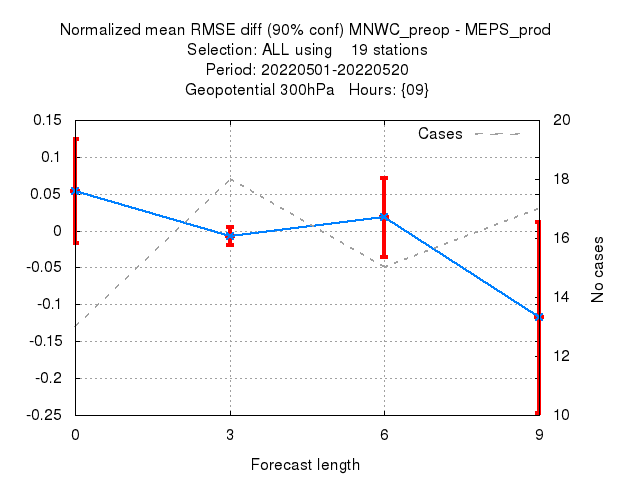 Normalized mean RMSE diff (90% conf) MNWC_preop - MEPS_prod
Selection: ALL using    19 stations
Period: 20220501-20220520
Geopotential 300hPa   Hours: {09}
Cases
0.15
0.1
0.05
0
-0.05
-0.1
-0.15
-0.2
-0.25
20
18
16
14
12
10
No cases
0 3 6 9
Forecast length